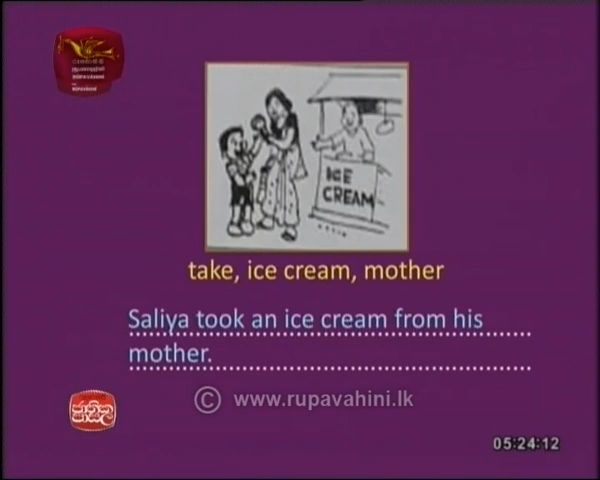 RUPAVAHINI
ICE
CREAM
take, ice cream, mother
Saliya took an ice cream from his
mother.
© www.rupavahini.lk
05:24:12